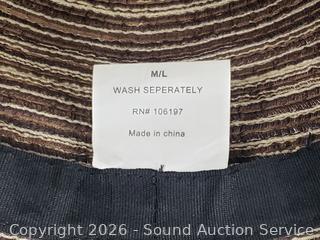 M/L
WASH SEPERATELY
RN# 106197
Made in china
Copyright 2026 - Sound Auction Service